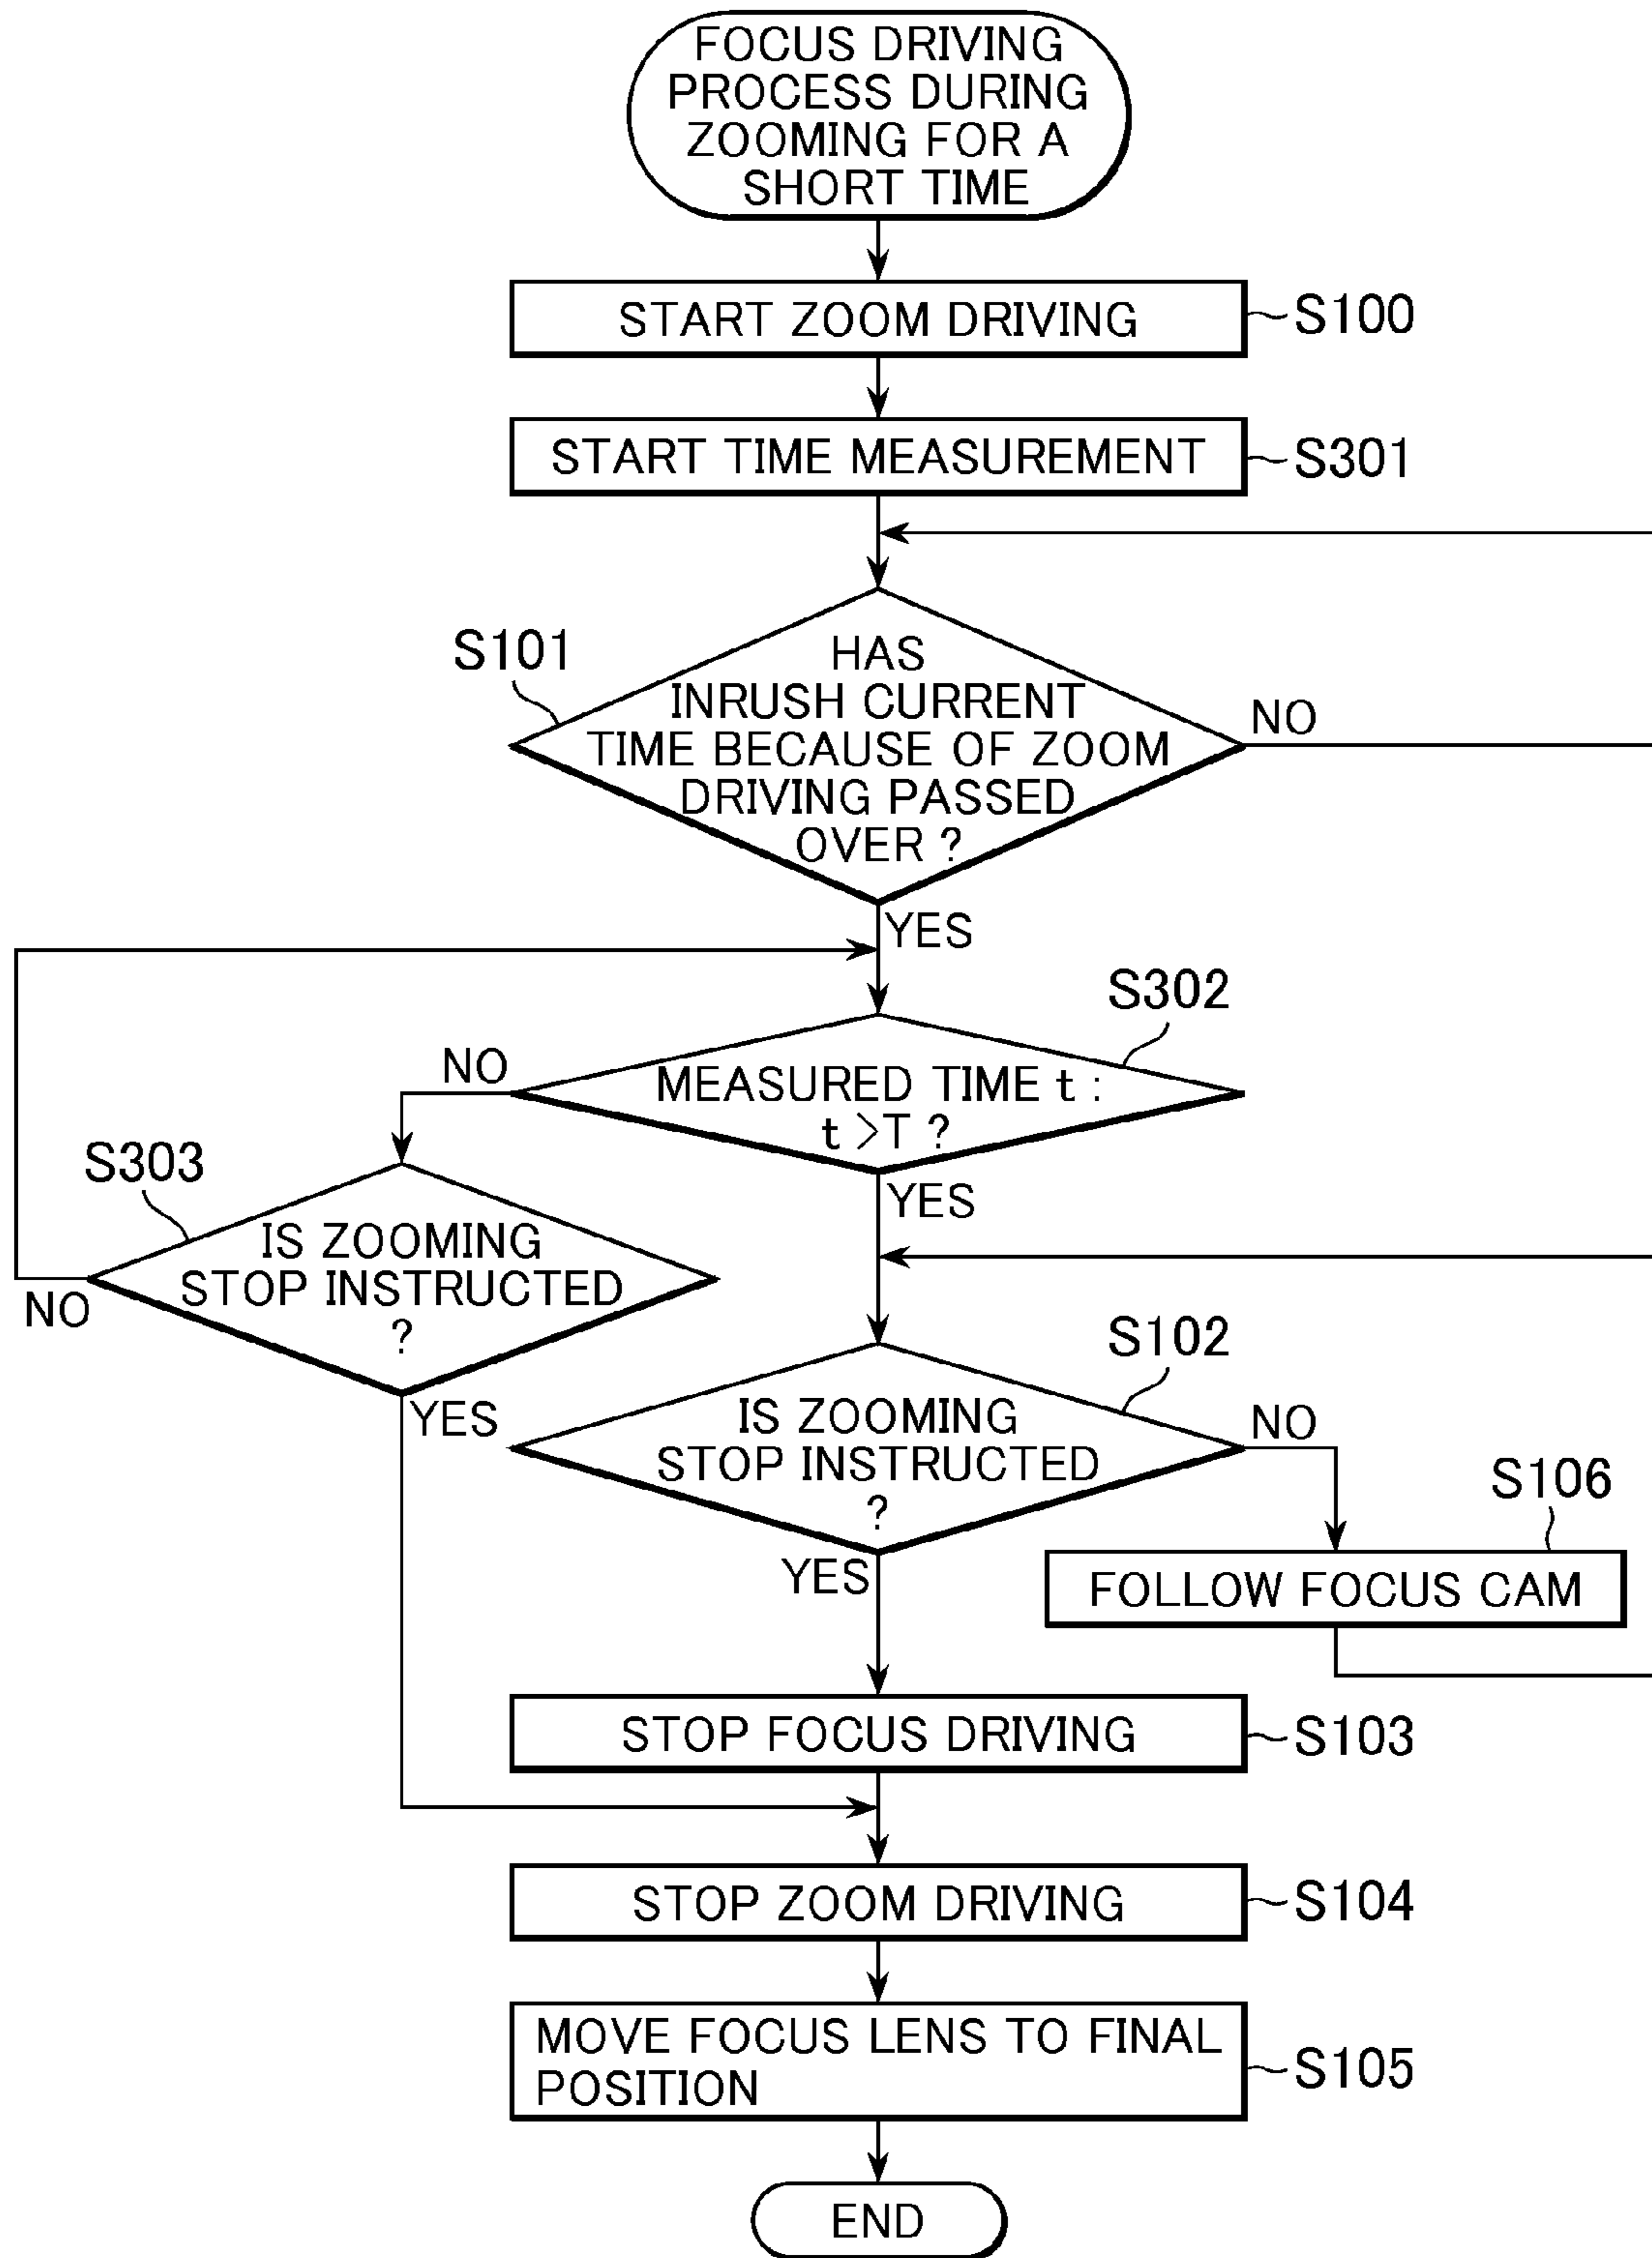 FOCUS DRIVING
PROCESS DURING
ZOOMING FOR A
SHORT TIME
START ZOOM DRIVING
S100
START TIME MEASUREMENT
S301
S101
HAS
INRUSH CURRENT
TIME BECAUSE OF ZOOM
DRIVING PASSED
OVER ?
NO
YES
S302
NO
MEASURED TIME t :
t >T ?
YES
S303
IS ZOOMING
STOP INSTRUCTED
?
NO
YES
S102
IS ZOOMING
STOP INSTRUCTED
?
NO
YES
S106
FOLLOW FOCUS CAM
STOP FOCUS DRIVING
S103
STOP ZOOM DRIVING
S104
MOVE FOCUS LENS TO FINAL
POSITION
S105
END